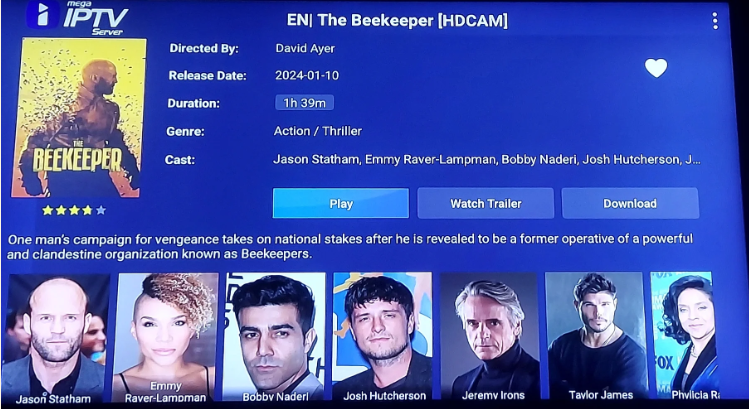 mega
IPTV
Server
EN| The Beekeeper [HDCAM]
Directed By: David Ayer
Release Date: 2024-01-10
Duration: 1h 39m
Genre: Action / Thriller
Cast: Jason Statham, Emmy Raver-Lampman, Bobby Naderi, Josh Hutcherson, J...
THE
BEEKEEPER
Play
Watch Trailer
Download
One man's campaign for vengeance takes on national stakes after he is revealed to be a former operative of a powerful
and clandestine organization known as Beekeepers.
FOX
Jason Statham
Emmy
Raver-Lampman
Bobby Naderi
Josh Hutcherson
Jeremy Irons
Taylor James
Phylicia Ra